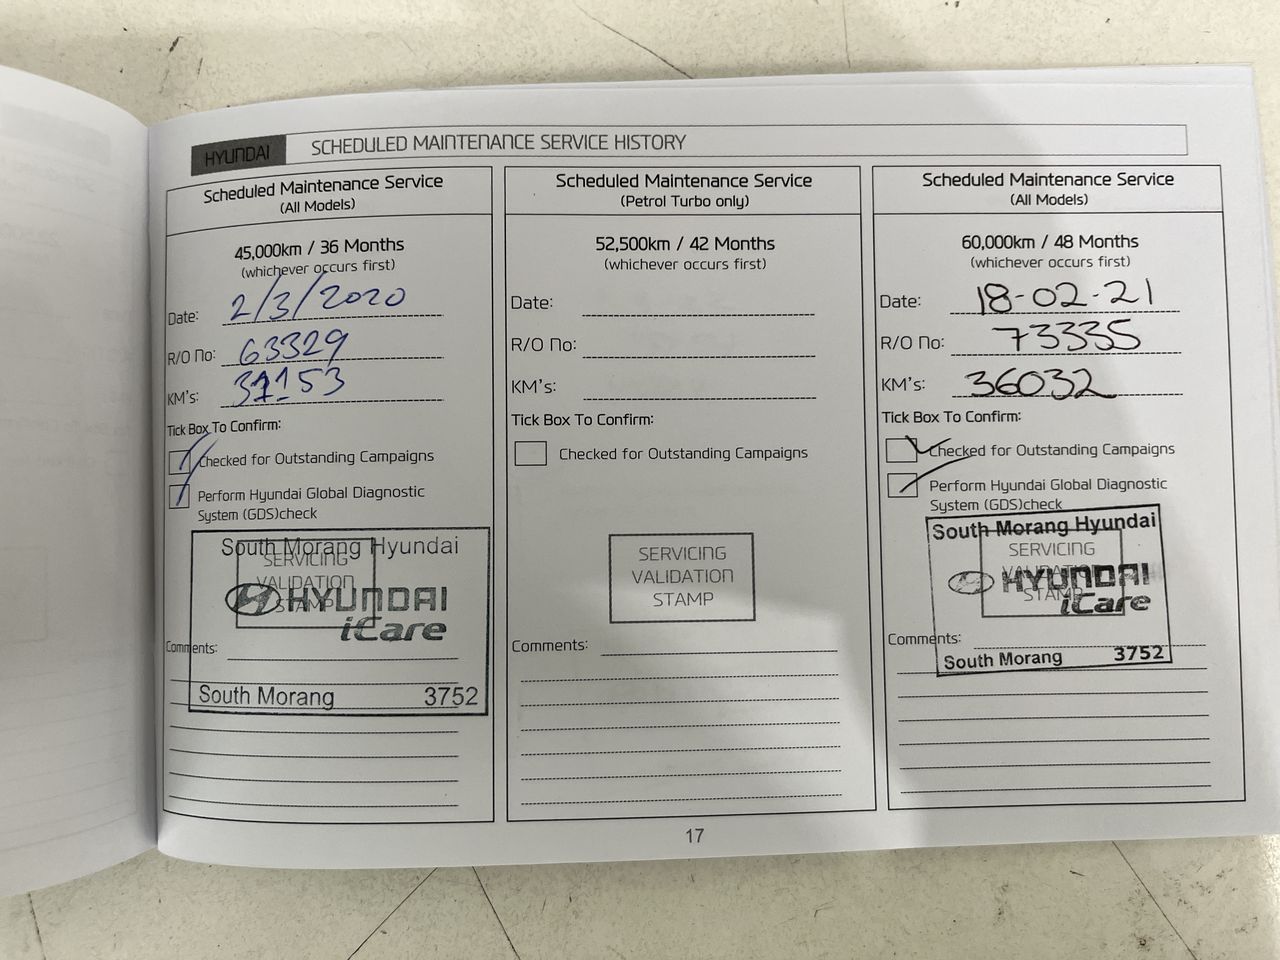 HYUNDAI SCHEDULED MAINTENANCE SERVICE HISTORY
Scheduled Maintenance Service
(All Models)
45,000km / 36 Months
(whichever occurs first)
Date: 2/3/2020
R/O No: 63329
KM's: 31153
Tick Box To Confirm:
Checked for Outstanding Campaigns
Perform Hyundai Global Diagnostic
System (GDS)check
South Morang Hyundai
SERVICING
VALIDATION
STAMP
HYUNDAI
iCare
Comments:
South Morang 3752
Scheduled Maintenance Service
(Petrol Turbo only)
52,500km / 42 Months
(whichever occurs first)
Date:
R/O No:
KM's:
Tick Box To Confirm:
Checked for Outstanding Campaigns
SERVICING
VALIDATION
STAMP
Comments:
Scheduled Maintenance Service
(All Models)
60,000km / 48 Months
(whichever occurs first)
Date: 18-02-21
R/O No: 73335
KM's: 36032
Tick Box To Confirm:
Checked for Outstanding Campaigns
Perform Hyundai Global Diagnostic
System (GDS)check
South Morang Hyundai
SERVICING
VALIDATION
STAMP
HYUNDAI
iCare
Comments:
South Morang 3752
17